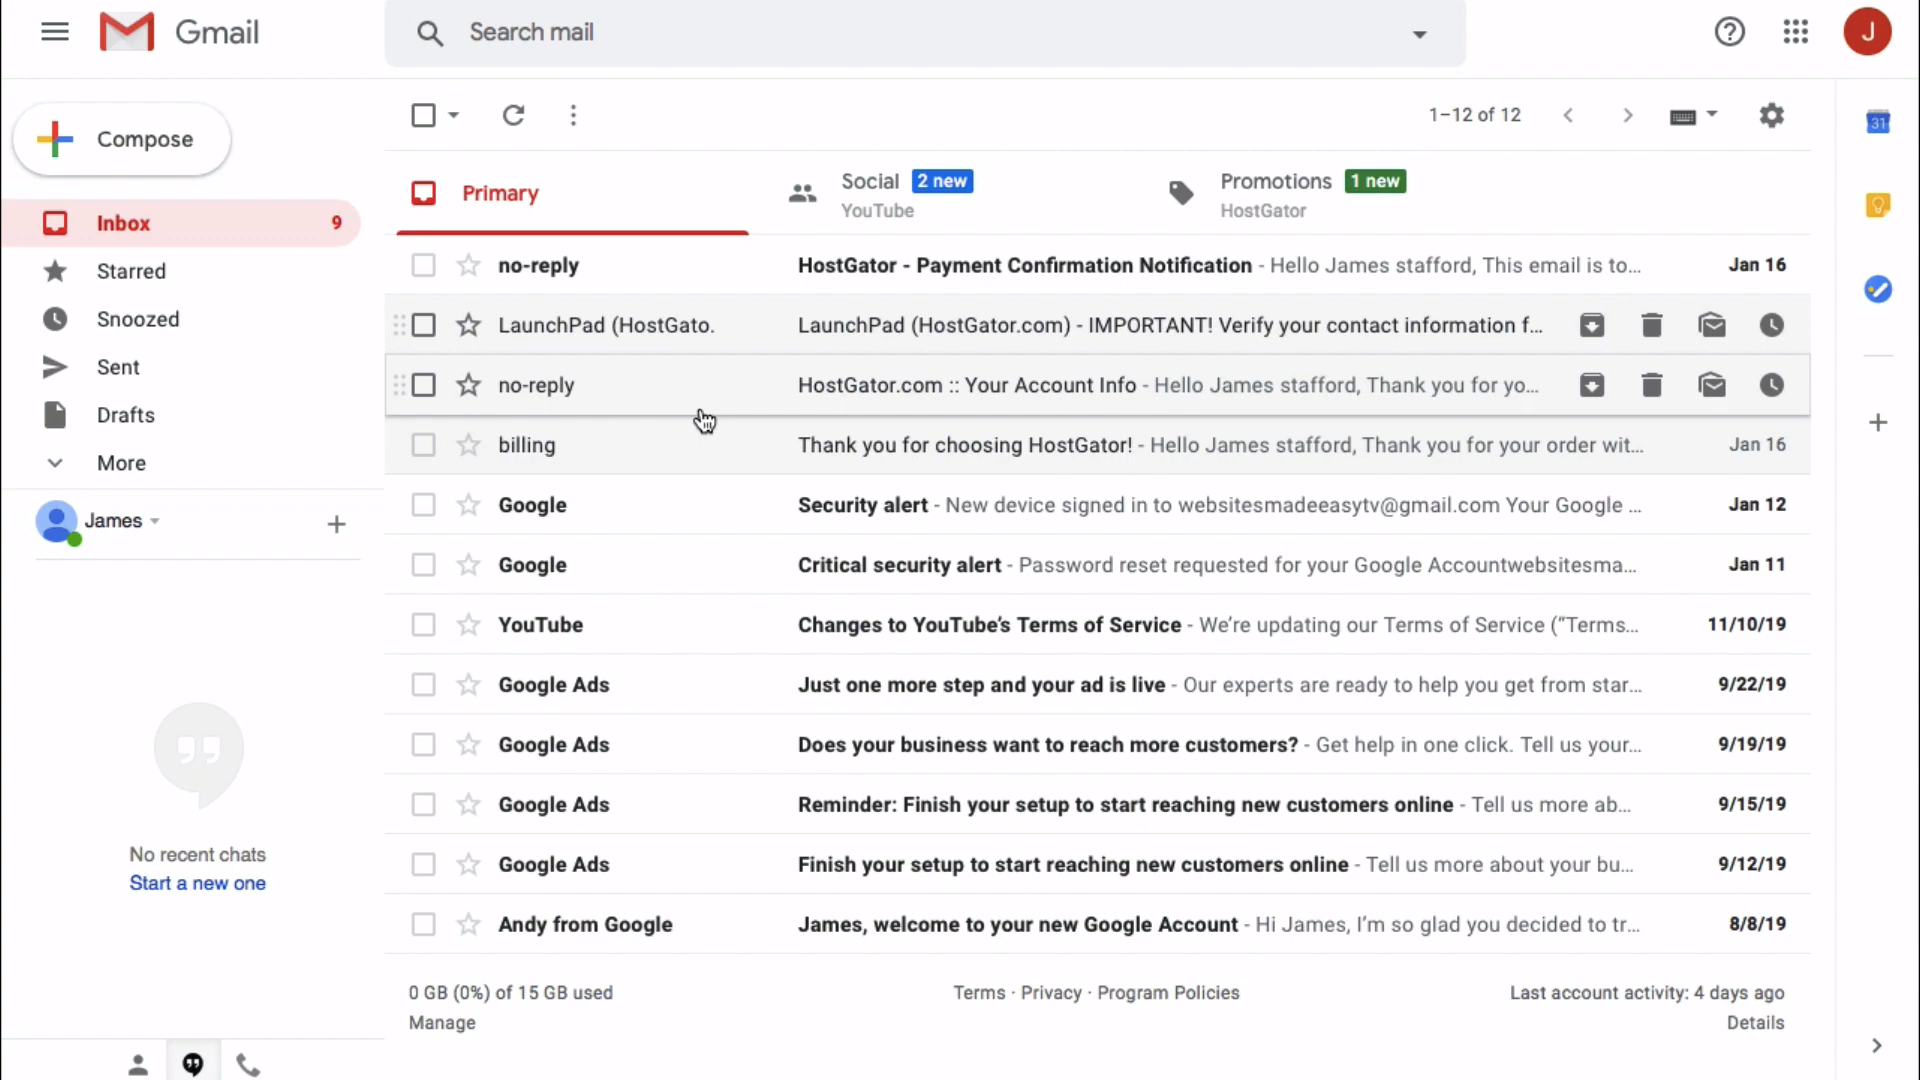 Gmail
Search mail
J
Compose
1–12 of 12
31
Primary
Social 2 new
YouTube
Promotions 1 new
HostGator
Inbox 9
Starred
Snoozed
Sent
Drafts
More
James
No recent chats
Start a new one
no-reply HostGator - Payment Confirmation Notification - Hello James stafford, This email is to... Jan 16
LaunchPad (HostGato. LaunchPad (HostGator.com) - IMPORTANT! Verify your contact information f...
no-reply HostGator.com :: Your Account Info - Hello James stafford, Thank you for yo...
billing Thank you for choosing HostGator! - Hello James stafford, Thank you for your order wit... Jan 16
Google Security alert - New device signed in to websitesmadeeasytv@gmail.com Your Google ... Jan 12
Google Critical security alert - Password reset requested for your Google Accountwebsitesma... Jan 11
YouTube Changes to YouTube’s Terms of Service - We’re updating our Terms of Service (“Terms... 11/10/19
Google Ads Just one more step and your ad is live - Our experts are ready to help you get from star... 9/22/19
Google Ads Does your business want to reach more customers? - Get help in one click. Tell us your... 9/19/19
Google Ads Reminder: Finish your setup to start reaching new customers online - Tell us more ab... 9/15/19
Google Ads Finish your setup to start reaching new customers online - Tell us more about your bu... 9/12/19
Andy from Google James, welcome to your new Google Account - Hi James, I’m so glad you decided to tr... 8/8/19
0 GB (0%) of 15 GB used
Manage
Terms · Privacy · Program Policies
Last account activity: 4 days ago
Details